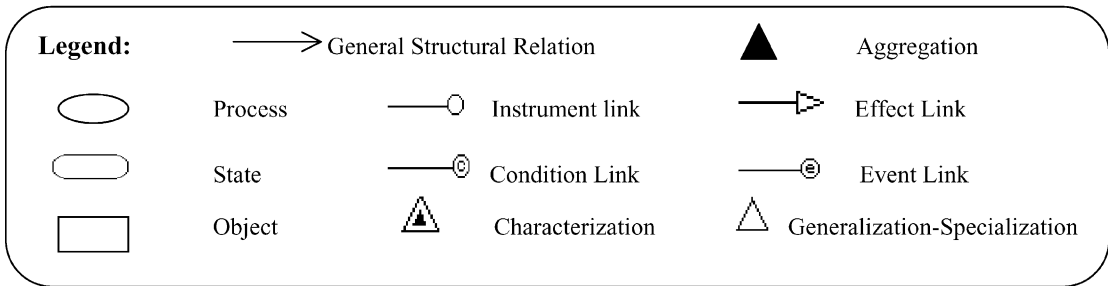 Legend: General Structural Relation Aggregation
Process Instrument link Effect Link
State c Condition Link e Event Link
Object Characterization Generalization-Specialization